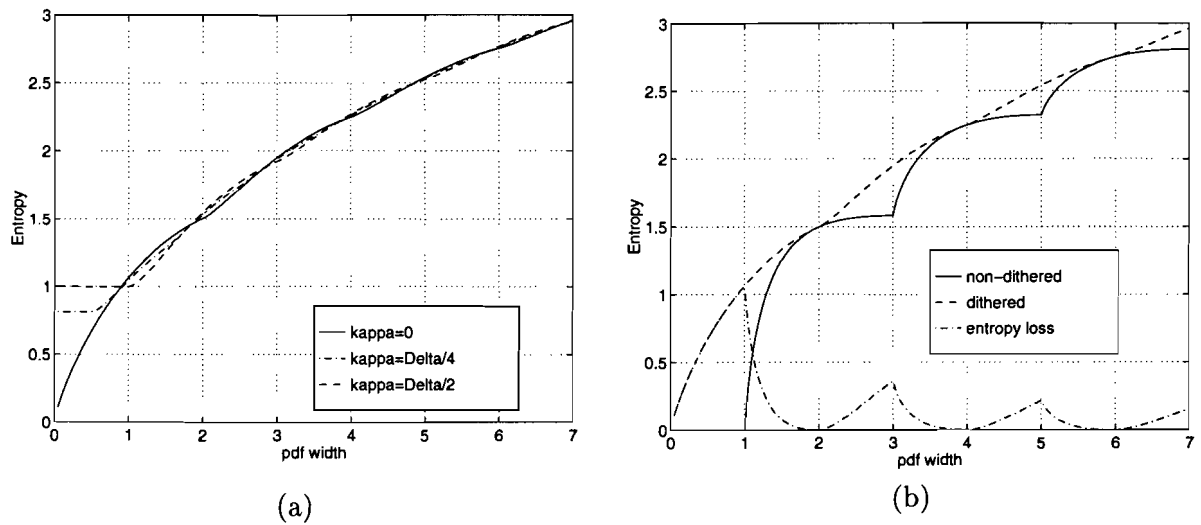 3
2.5
2
1.5
1
0.5
0
Entropy
kappa=0
kappa=Delta/4
kappa=Delta/2
0 1 2 3 4 5 6 7
pdf width
(a)
3
2.5
2
1.5
1
0.5
0
Entropy
non-dithered
dithered
entropy loss
0 1 2 3 4 5 6 7
pdf width
(b)